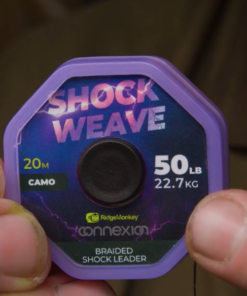 SHOCK
WEAVE
20M
50LB
CAMO
22.7KG
RidgeMonkey
CONNEXION
BRAIDED
SHOCK LEADER